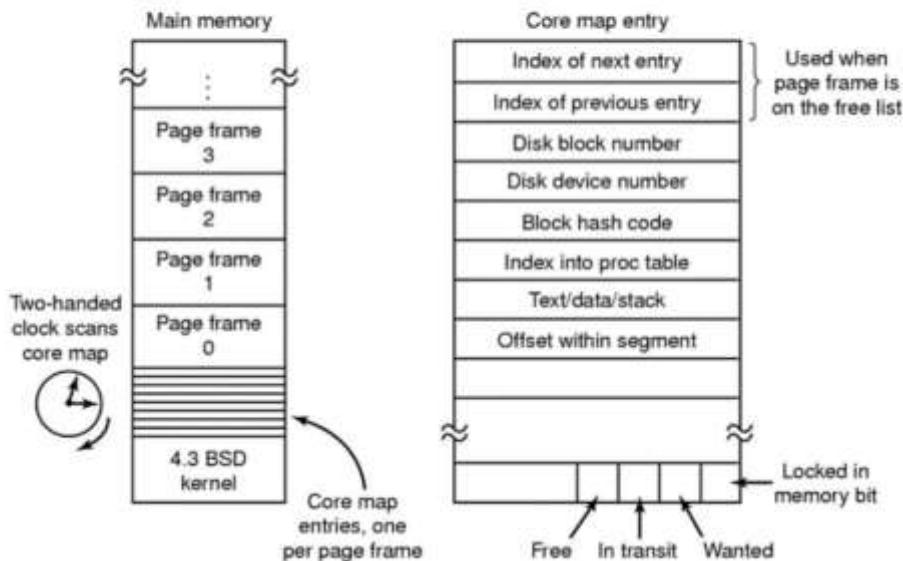 Main memory
Page frame
3
Page frame
2
Page frame
1
Page frame
0
4.3 BSD
kernel
Two-handed
clock scans
core map
Core map
entries, one
per page frame
Core map entry
Index of next entry
Index of previous entry
Disk block number
Disk device number
Block hash code
Index into proc table
Text/data/stack
Offset within segment
Used when
page frame is
on the free list
Locked in
memory bit
Free In transit Wanted